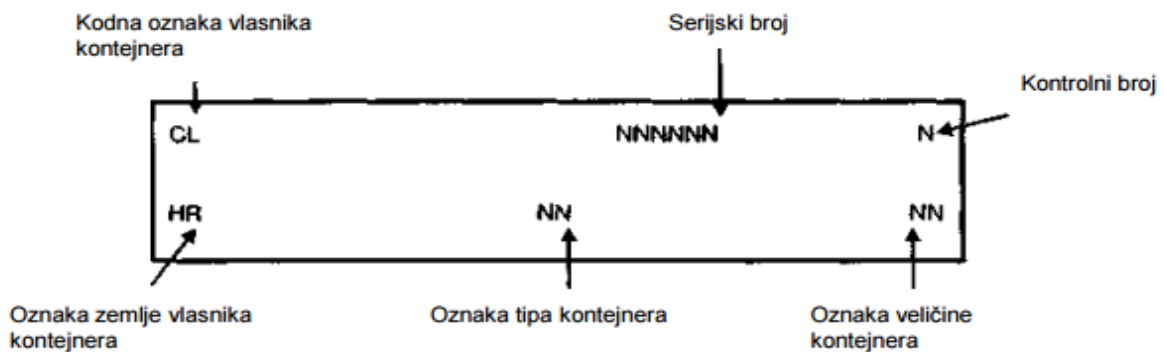 Kodna oznaka vlasnika
kontejnera
Serijski broj
Kontrolni broj
CL
NNNNNN
N
HR
NN
NN
Oznaka zemlje vlasnika
kontejnera
Oznaka tipa kontejnera
Oznaka veličine
kontejnera